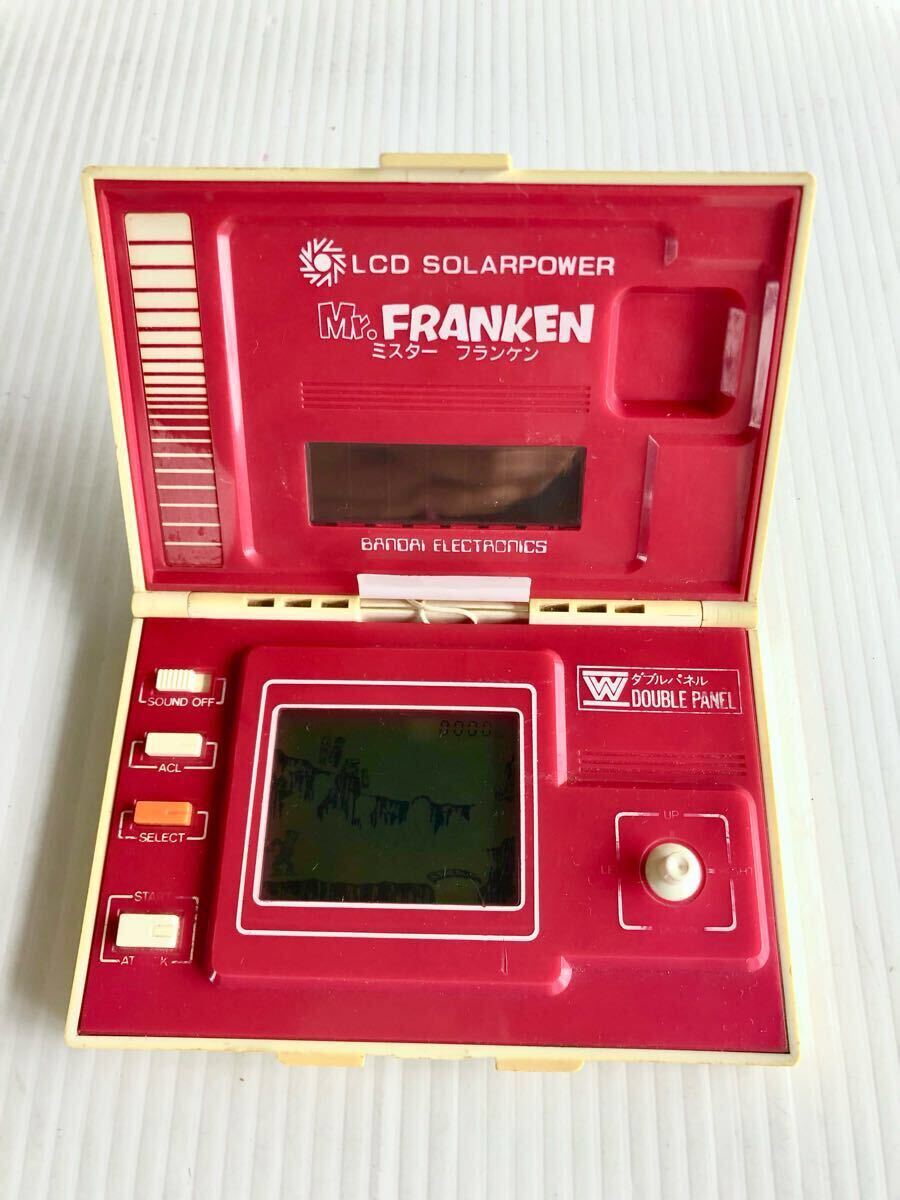 LCD SOLARPOWER
Mr. FRANKEN
ミスター フランケン
BANDAI ELECTRONICS
SOUND OFF
ACL
SELECT
START
W ダブルパネル
DOUBLE PANEL
0000
UP